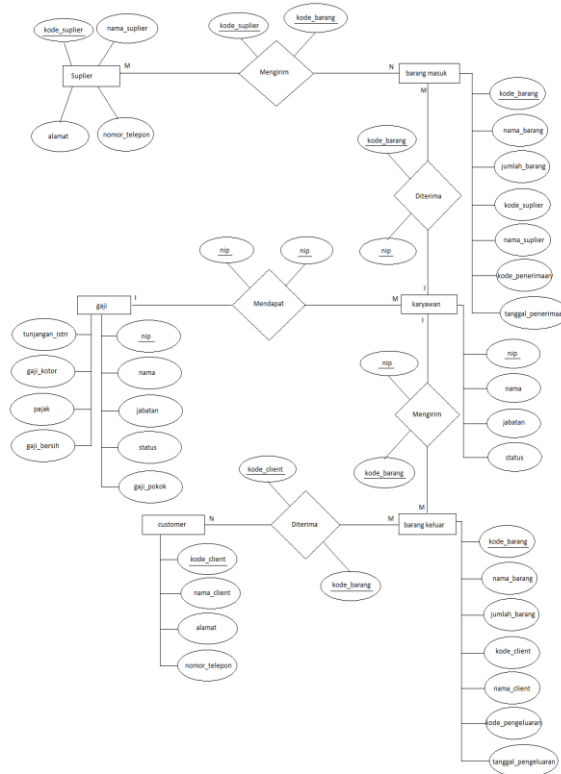 kode_suplier
nama_suplier
kode_suplier
kode_barang
Suplier
M
Mengirim
N
barang masuk
alamat
nomor_telepon
M
kode_barang
nama_barang
jumlah_barang
kode_suplier
nama_suplier
kode_penerimaan
tanggal_penerimaa
kode_barang
Diterima
nip
nip
nip
gaji
I
Mendapat
M
I
karyawan
I
tunjangan_istri
gaji_kotor
pajak
gaji_bersih
nip
nama
jabatan
status
gaji_pokok
nip
Mengirim
kode_barang
nip
nama
jabatan
status
kode_client
customer
N
Diterima
M
M
barang keluar
kode_barang
kode_client
nama_client
alamat
nomor_telepon
kode_barang
nama_barang
jumlah_barang
kode_client
nama_client
kode_pengeluaran
tanggal_pengeluaran